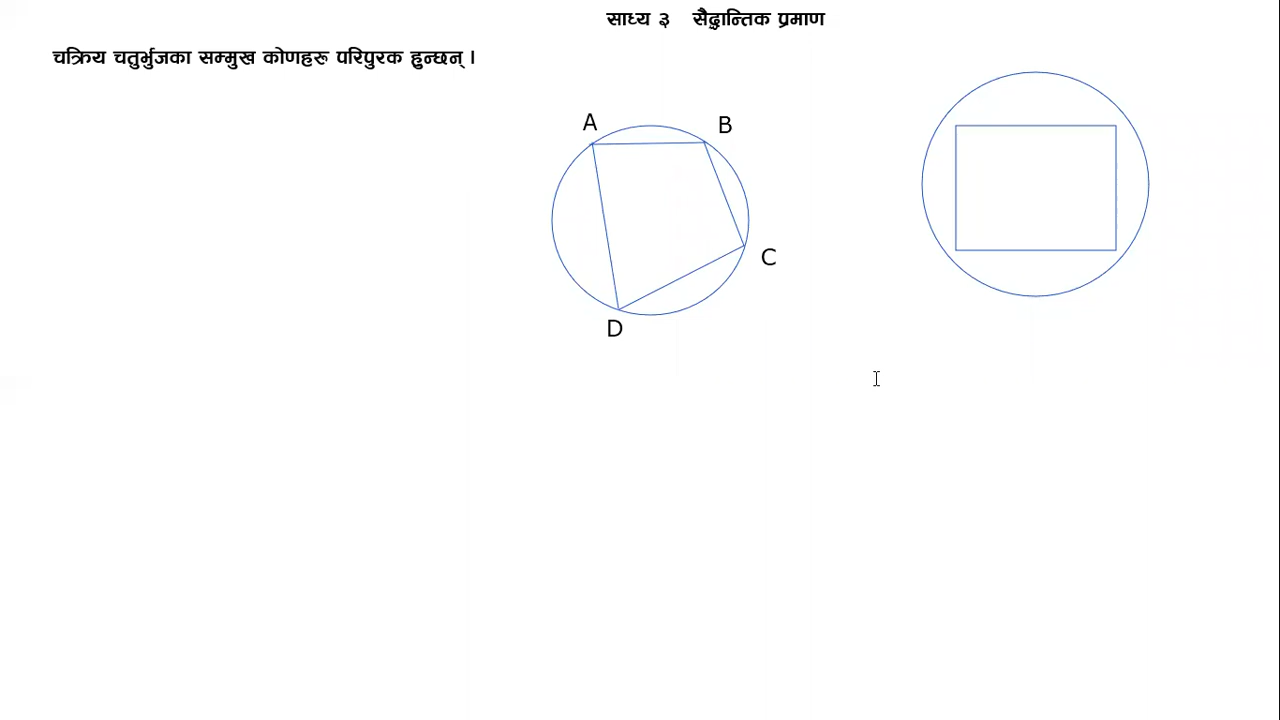 साध्य ३ सैद्धान्तिक प्रमाण
चक्रिय चतुर्भुजका सम्मुख कोणहरू परिपुरक हुन्छन् ।
A
B
C
D